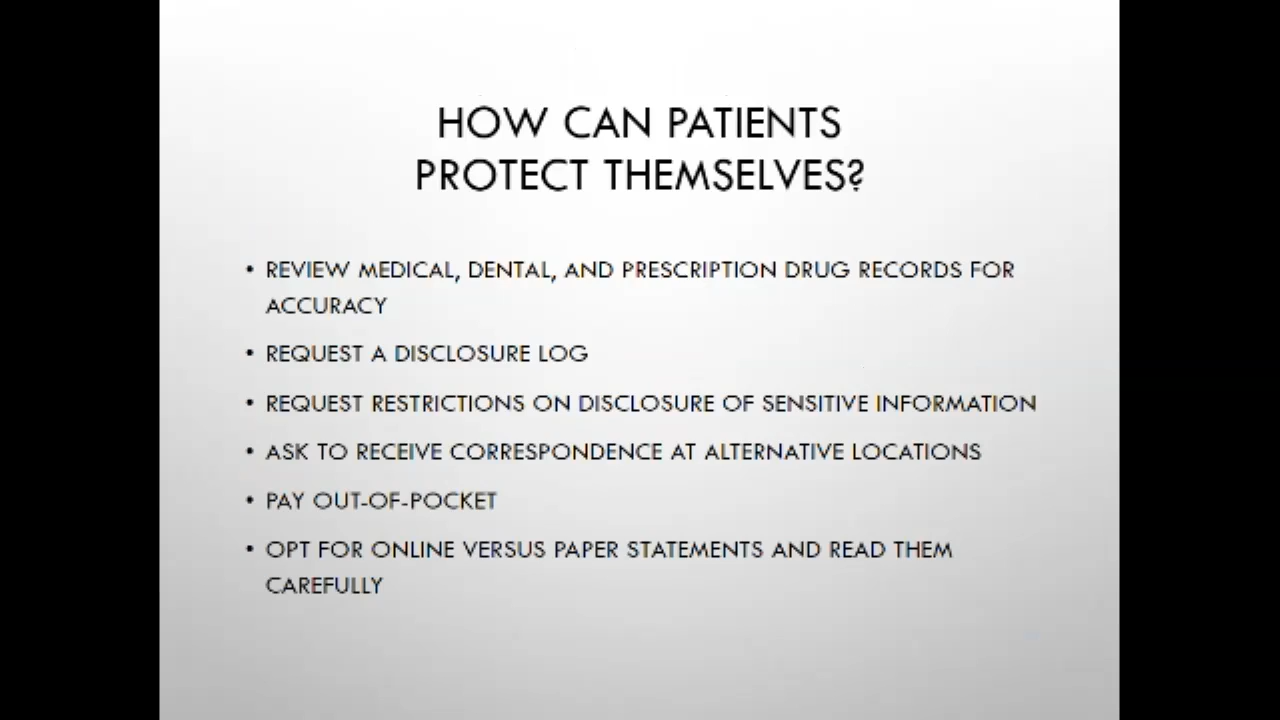 HOW CAN PATIENTS
PROTECT THEMSELVES?
• REVIEW MEDICAL, DENTAL, AND PRESCRIPTION DRUG RECORDS FOR
ACCURACY
• REQUEST A DISCLOSURE LOG
• REQUEST RESTRICTIONS ON DISCLOSURE OF SENSITIVE INFORMATION
• ASK TO RECEIVE CORRESPONDENCE AT ALTERNATIVE LOCATIONS
• PAY OUT-OF-POCKET
• OPT FOR ONLINE VERSUS PAPER STATEMENTS AND READ THEM
CAREFULLY